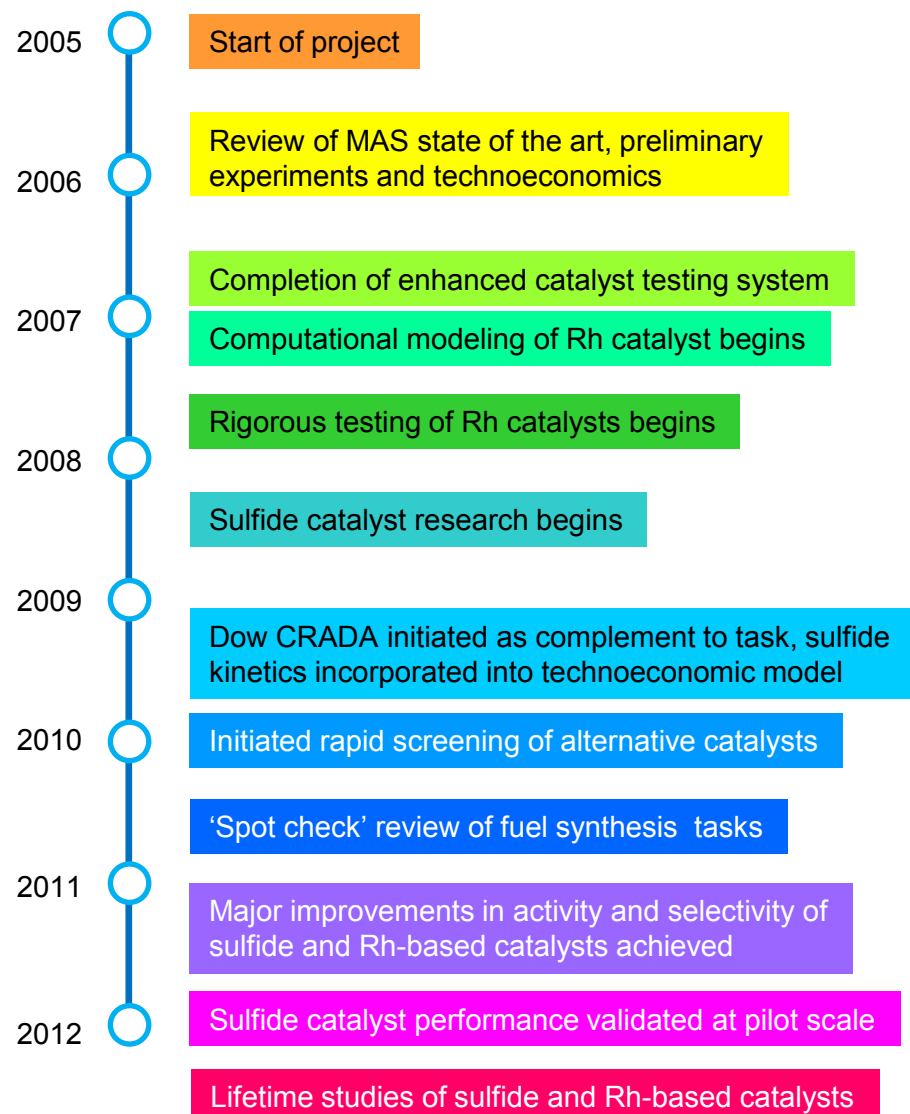 2005
Start of project
Review of MAS state of the art, preliminary
experiments and technoeconomics
2006
Completion of enhanced catalyst testing system
2007
Computational modeling of Rh catalyst begins
Rigorous testing of Rh catalysts begins
2008
Sulfide catalyst research begins
2009
Dow CRADA initiated as complement to task, sulfide
kinetics incorporated into technoeconomic model
2010
Initiated rapid screening of alternative catalysts
‘Spot check’ review of fuel synthesis  tasks
2011
Major improvements in activity and selectivity of
sulfide and Rh-based catalysts achieved
2012
Sulfide catalyst performance validated at pilot scale
Lifetime studies of sulfide and Rh-based catalysts